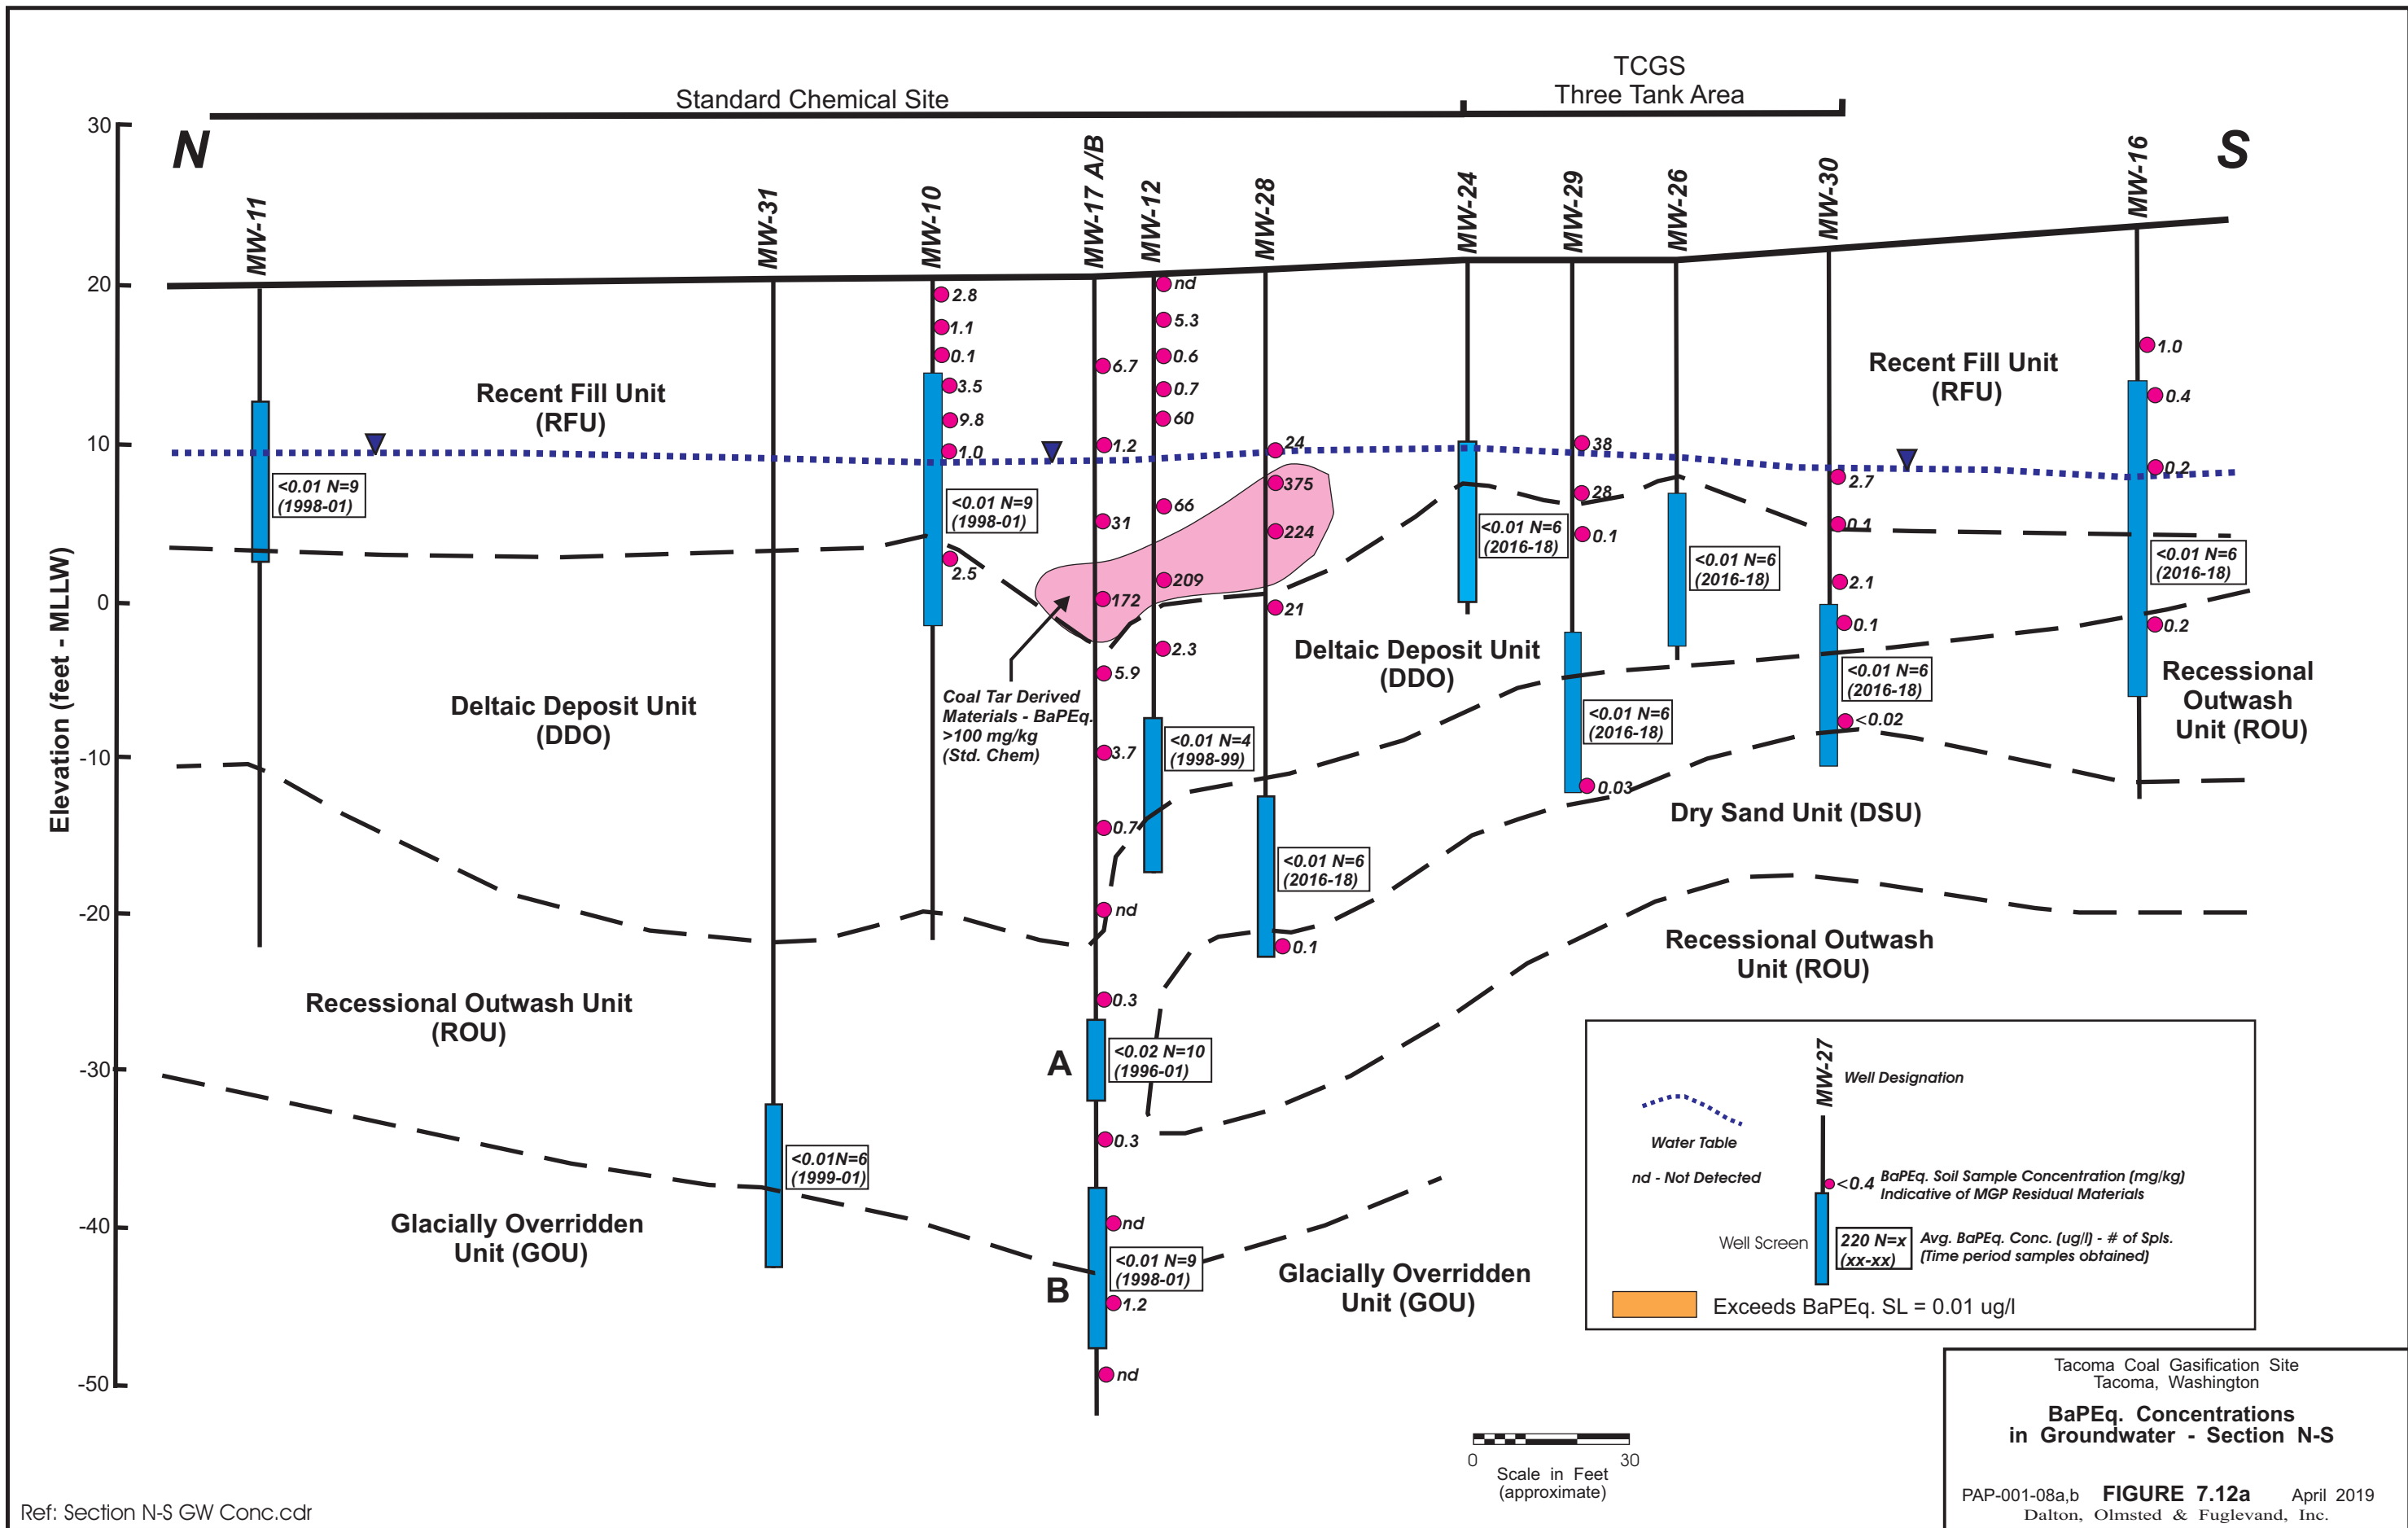 TCGS
Three Tank Area
Standard Chemical Site
N
S
MW-11
MW-31
MW-10
MW-17 A/B
MW-12
MW-28
MW-24
MW-29
MW-26
MW-30
MW-16
Elevation (feet - MLLW)
30
20
10
0
-10
-20
-30
-40
-50
Recent Fill Unit
(RFU)
Recent Fill Unit
(RFU)
Deltaic Deposit Unit
(DDO)
Deltaic Deposit Unit
(DDO)
Recessional
Outwash
Unit (ROU)
Dry Sand Unit (DSU)
Recessional Outwash
Unit (ROU)
Recessional Outwash Unit
(ROU)
Glacially Overridden
Unit (GOU)
Glacially Overridden
Unit (GOU)
<0.01 N=9
(1998-01)
<0.01N=6
(1999-01)
2.8
1.1
0.1
3.5
9.8
1.0
<0.01 N=9
(1998-01)
2.5
6.7
1.2
31
172
5.9
3.7
0.7
nd
0.3
A
<0.02 N=10
(1996-01)
0.3
nd
<0.01 N=9
(1998-01)
B
1.2
nd
Coal Tar Derived
Materials - BaPEq.
>100 mg/kg
(Std. Chem)
nd
5.3
0.6
0.7
60
66
209
2.3
<0.01 N=4
(1998-99)
24
375
224
21
<0.01 N=6
(2016-18)
0.1
<0.01 N=6
(2016-18)
38
28
0.1
<0.01 N=6
(2016-18)
0.03
<0.01 N=6
(2016-18)
2.7
0.1
2.1
0.1
<0.01 N=6
(2016-18)
<0.02
1.0
0.4
0.2
<0.01 N=6
(2016-18)
0.2
MW-27
Well Designation
Water Table
nd - Not Detected
<0.4
BaPEq. Soil Sample Concentration (mg/kg)
Indicative of MGP Residual Materials
Well Screen
220 N=x
(xx-xx)
Avg. BaPEq. Conc. (ug/l) - # of Spls.
(Time period samples obtained)
Exceeds BaPEq. SL = 0.01 ug/l
0 30
Scale in Feet
(approximate)
Tacoma Coal Gasification Site
Tacoma, Washington
BaPEq. Concentrations
in Groundwater - Section N-S
PAP-001-08a,b FIGURE 7.12a April 2019
Dalton, Olmsted & Fuglevand, Inc.
Ref: Section N-S GW Conc.cdr